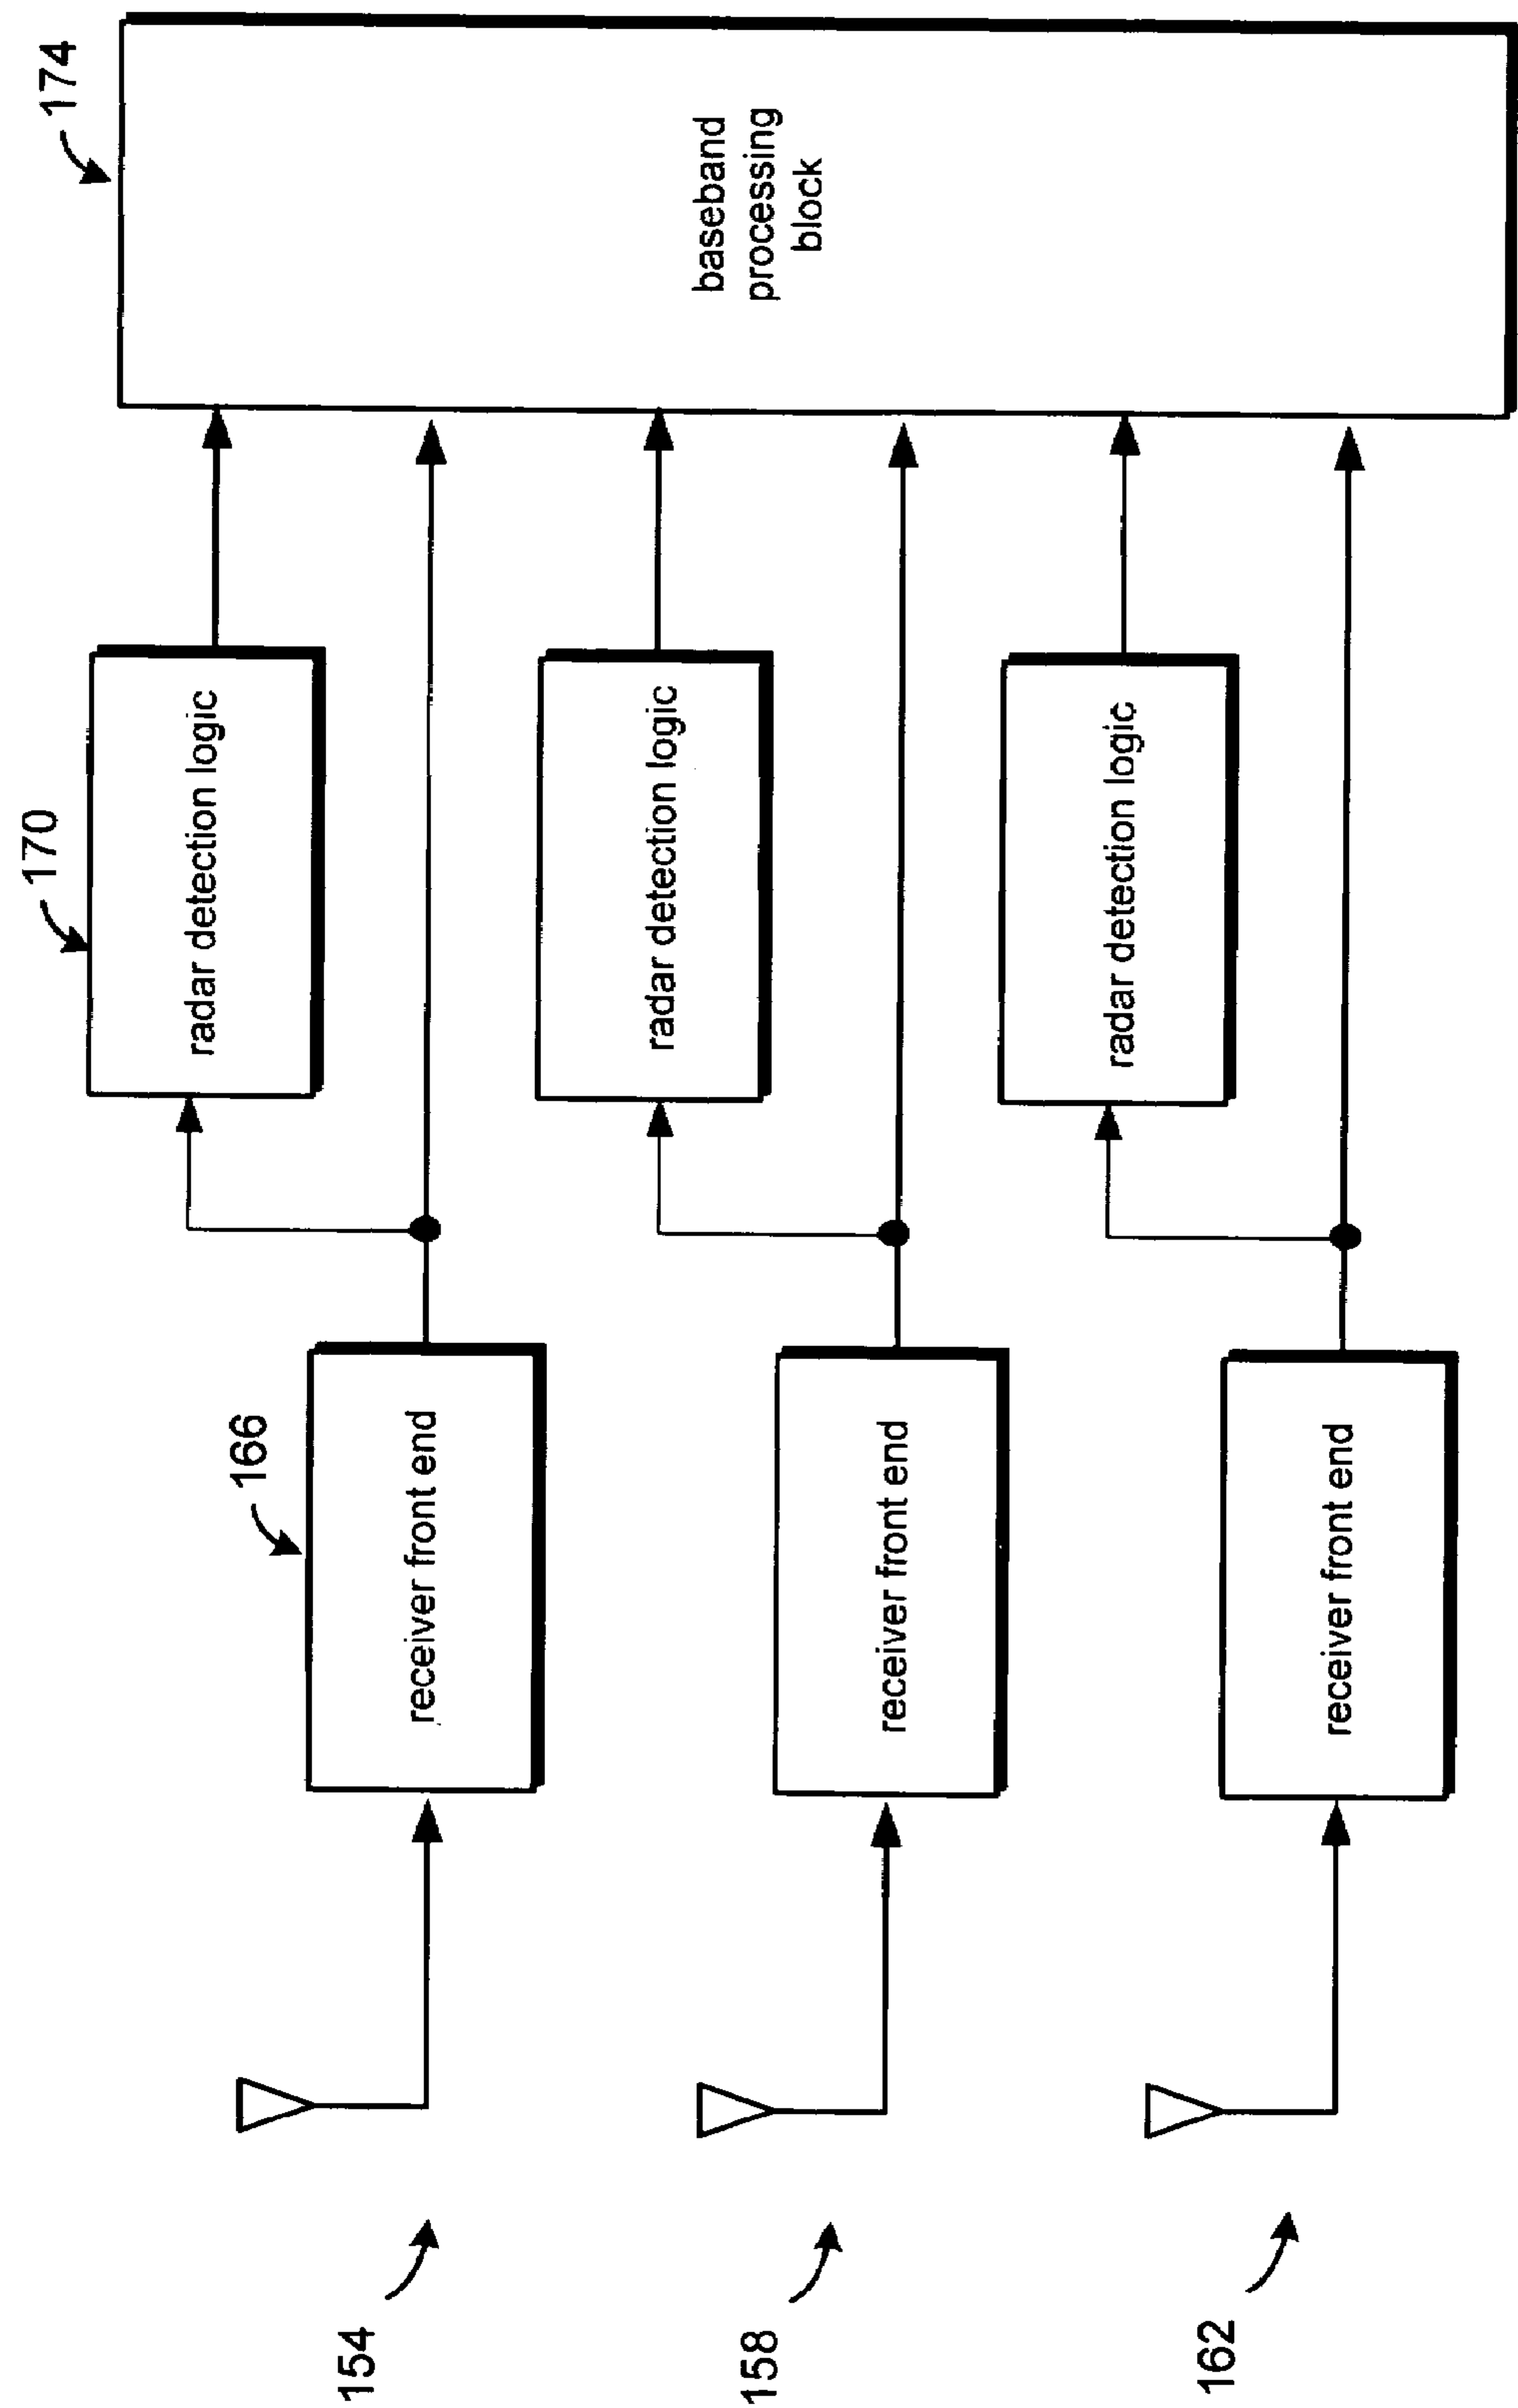 174
baseband
processing
block
170
radar detection logic
radar detection logic
radar detection logic
166
receiver front end
receiver front end
receiver front end
154
158
162